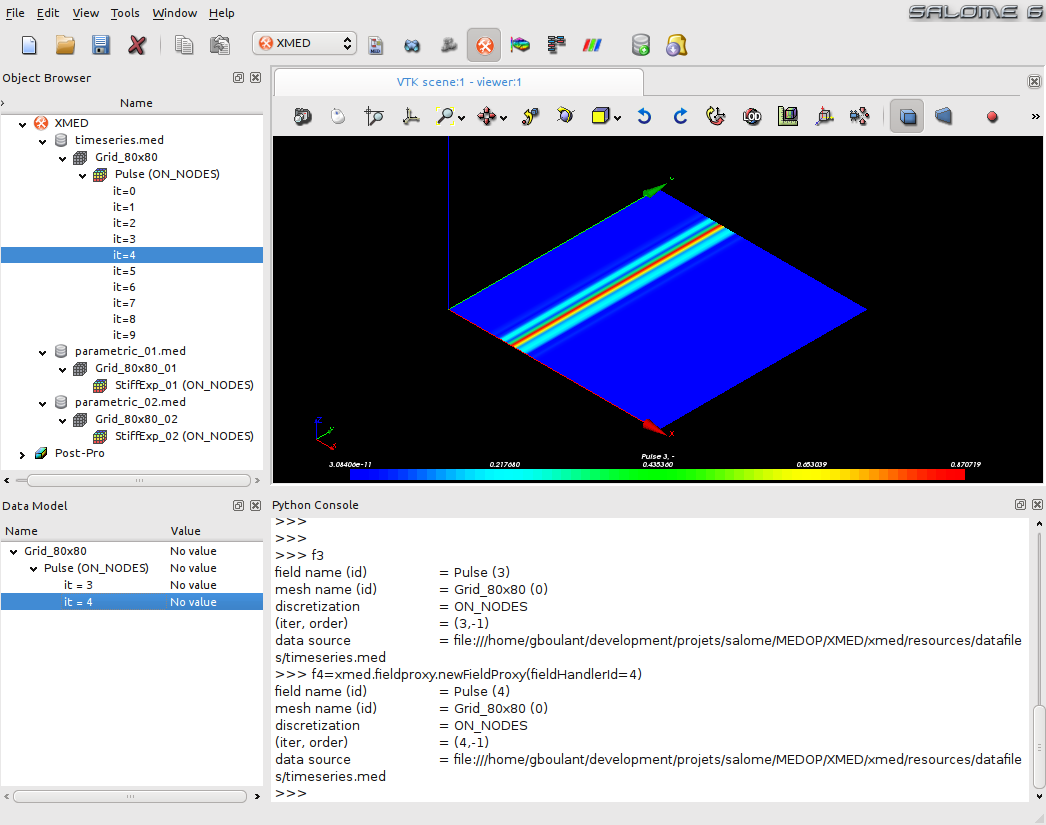 File Edit View Tools Window Help
SALOME 6
XMED
LOD
Object Browser
Name
XMED
timeseries.med
Grid_80x80
Pulse (ON_NODES)
it=0
it=1
it=2
it=3
it=4
it=5
it=6
it=7
it=8
it=9
parametric_01.med
Grid_80x80_01
StiffExp_01 (ON_NODES)
parametric_02.med
Grid_80x80_02
StiffExp_02 (ON_NODES)
Post-Pro
VTK scene:1 - viewer:1
Pulse 3, -
3.08406e-11 0.217680 0.435360 0.653039 0.870719
Data Model
Name Value
Grid_80x80 No value
Pulse (ON_NODES) No value
it = 3 No value
it = 4 No value
Python Console
>>>
>>>
>>> f3
field name (id) = Pulse (3)
mesh name (id) = Grid_80x80 (0)
discretization = ON_NODES
(iter, order) = (3,-1)
data source = file:///home/gboulant/development/projets/salome/MEDOP/XMED/xmed/resources/datafile
s/timeseries.med
>>> f4=xmed.fieldproxy.newFieldProxy(fieldHandlerId=4)
field name (id) = Pulse (4)
mesh name (id) = Grid_80x80 (0)
discretization = ON_NODES
(iter, order) = (4,-1)
data source = file:///home/gboulant/development/projets/salome/MEDOP/XMED/xmed/resources/datafile
s/timeseries.med
>>>